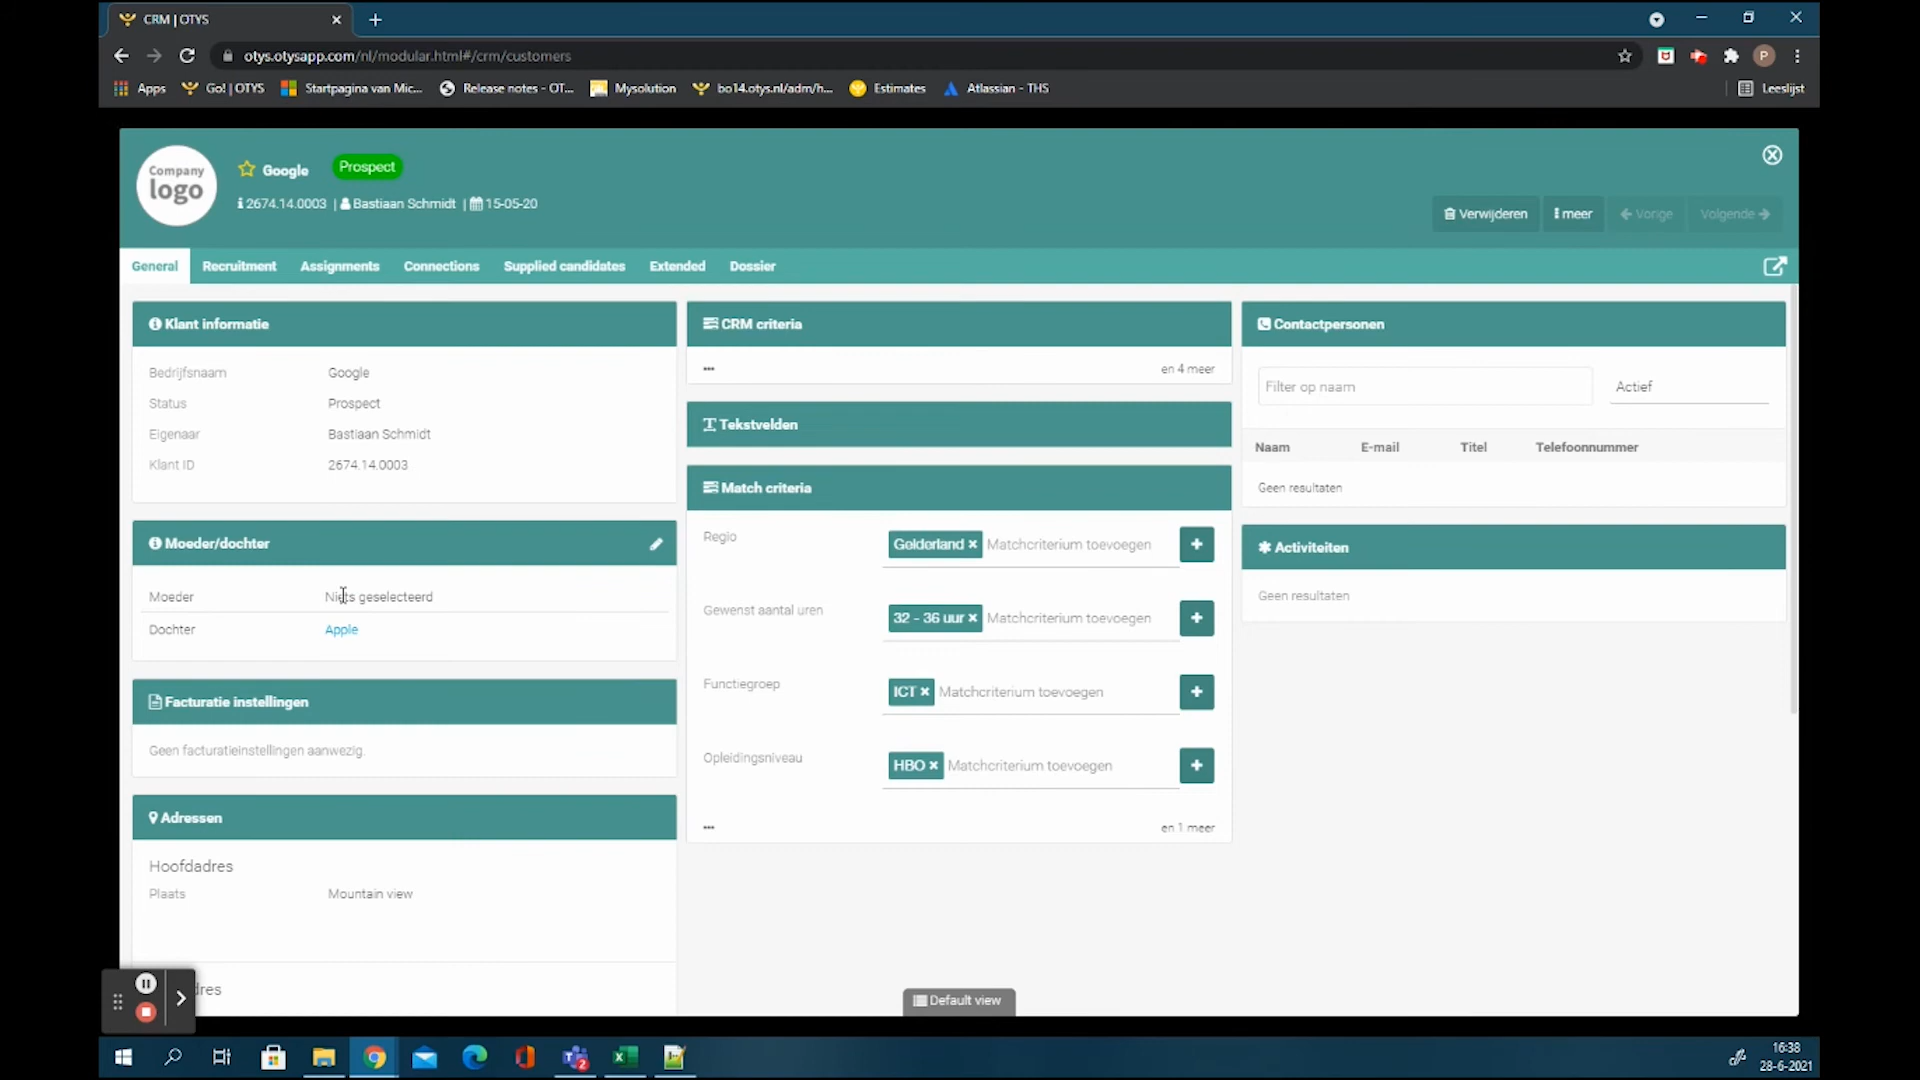 CRM | OTYS
otys.otysapp.com/nl/modular.html#/crm/customers
P
Apps
Go! | OTYS
Startpagina van Mic...
Release notes - OT...
Mysolution
bo14.otys.nl/adm/h...
Estimates
Atlassian - THS
Leeslijst
Company
logo
Google
Prospect
2674.14.0003 | Bastiaan Schmidt | 15-05-20
Verwijderen
meer
Vorige
Volgende
General
Recruitment
Assignments
Connections
Supplied candidates
Extended
Dossier
Klant informatie
Bedrijfsnaam Google
Status Prospect
Eigenaar Bastiaan Schmidt
Klant ID 2674.14.0003
Moeder/dochter
Moeder Niets geselecteerd
Dochter Apple
Facturatie instellingen
Geen facturatieinstellingen aanwezig.
Adressen
Hoofdadres
Plaats Mountain view
dres
CRM criteria
... en 4 meer
Tekstvelden
Match criteria
Regio Gelderland × Matchcriterium toevoegen +
Gewenst aantal uren 32 - 36 uur × Matchcriterium toevoegen +
Functiegroep ICT × Matchcriterium toevoegen +
Opleidingsniveau HBO × Matchcriterium toevoegen +
... en 1 meer
Contactpersonen
Filter op naam Actief
Naam E-mail Titel Telefoonnummer
Geen resultaten
Activiteiten
Geen resultaten
Default view
2
16:38
28-6-2021